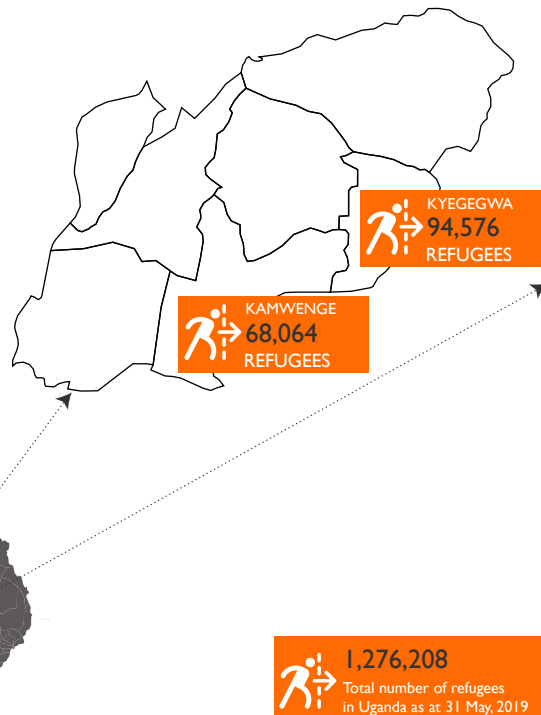 KYEGEGWA
94,576
REFUGEES
KAMWENGE
68,064
REFUGEES
1,276,208
Total number of refugees
in Uganda as at 31 May, 2019